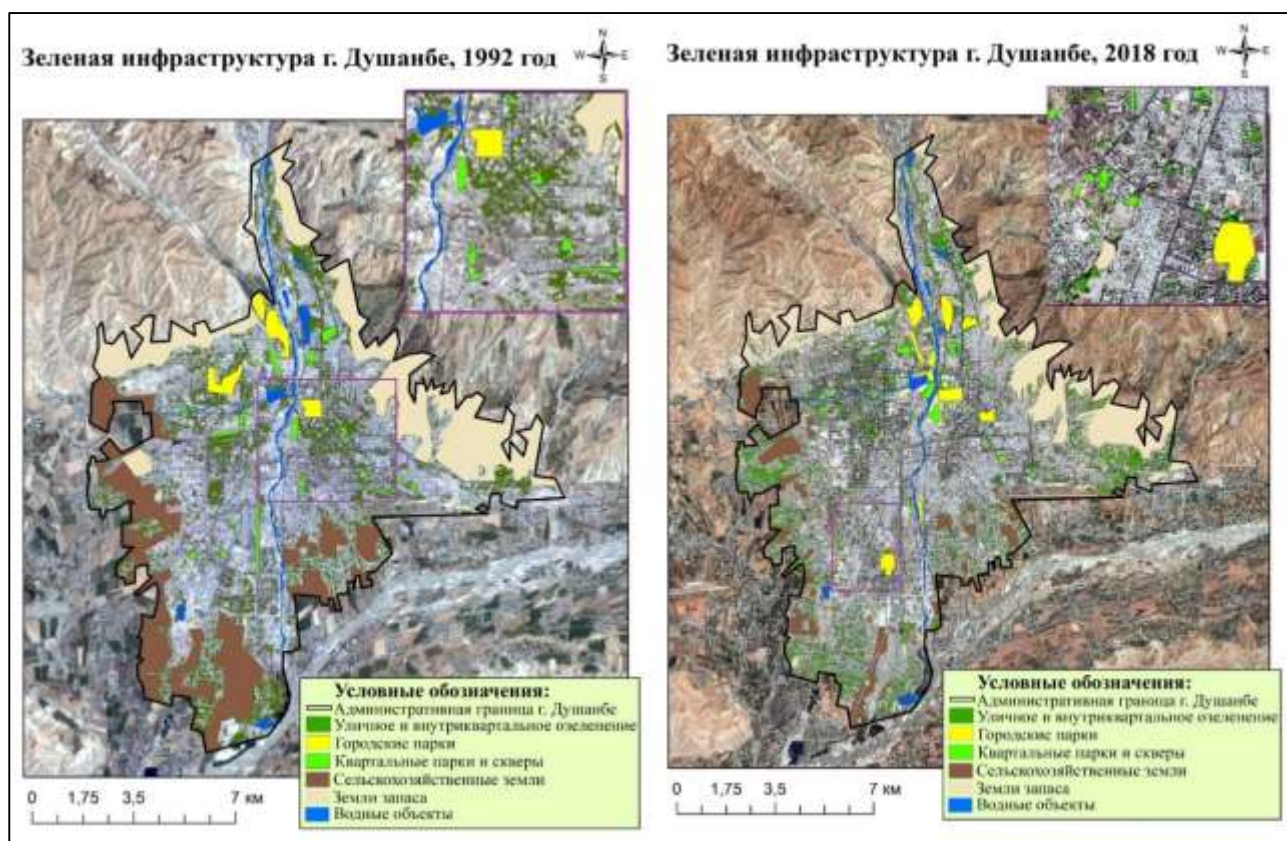 Зеленая инфраструктура г. Душанбе, 1992 год
N
W E
S
Условные обозначения:
Административная граница г. Душанбе
Уличное и внутриквартальное озеленение
Городские парки
Квартальные парки и скверы
Сельскохозяйственные земли
Земли запаса
Водные объекты
0 1,75 3,5 7 км
Зеленая инфраструктура г. Душанбе, 2018 год
N
W E
S
Условные обозначения:
Административная граница г. Душанбе
Уличное и внутриквартальное озеленение
Городские парки
Квартальные парки и скверы
Сельскохозяйственные земли
Земли запаса
Водные объекты
0 1,75 3,5 7 км